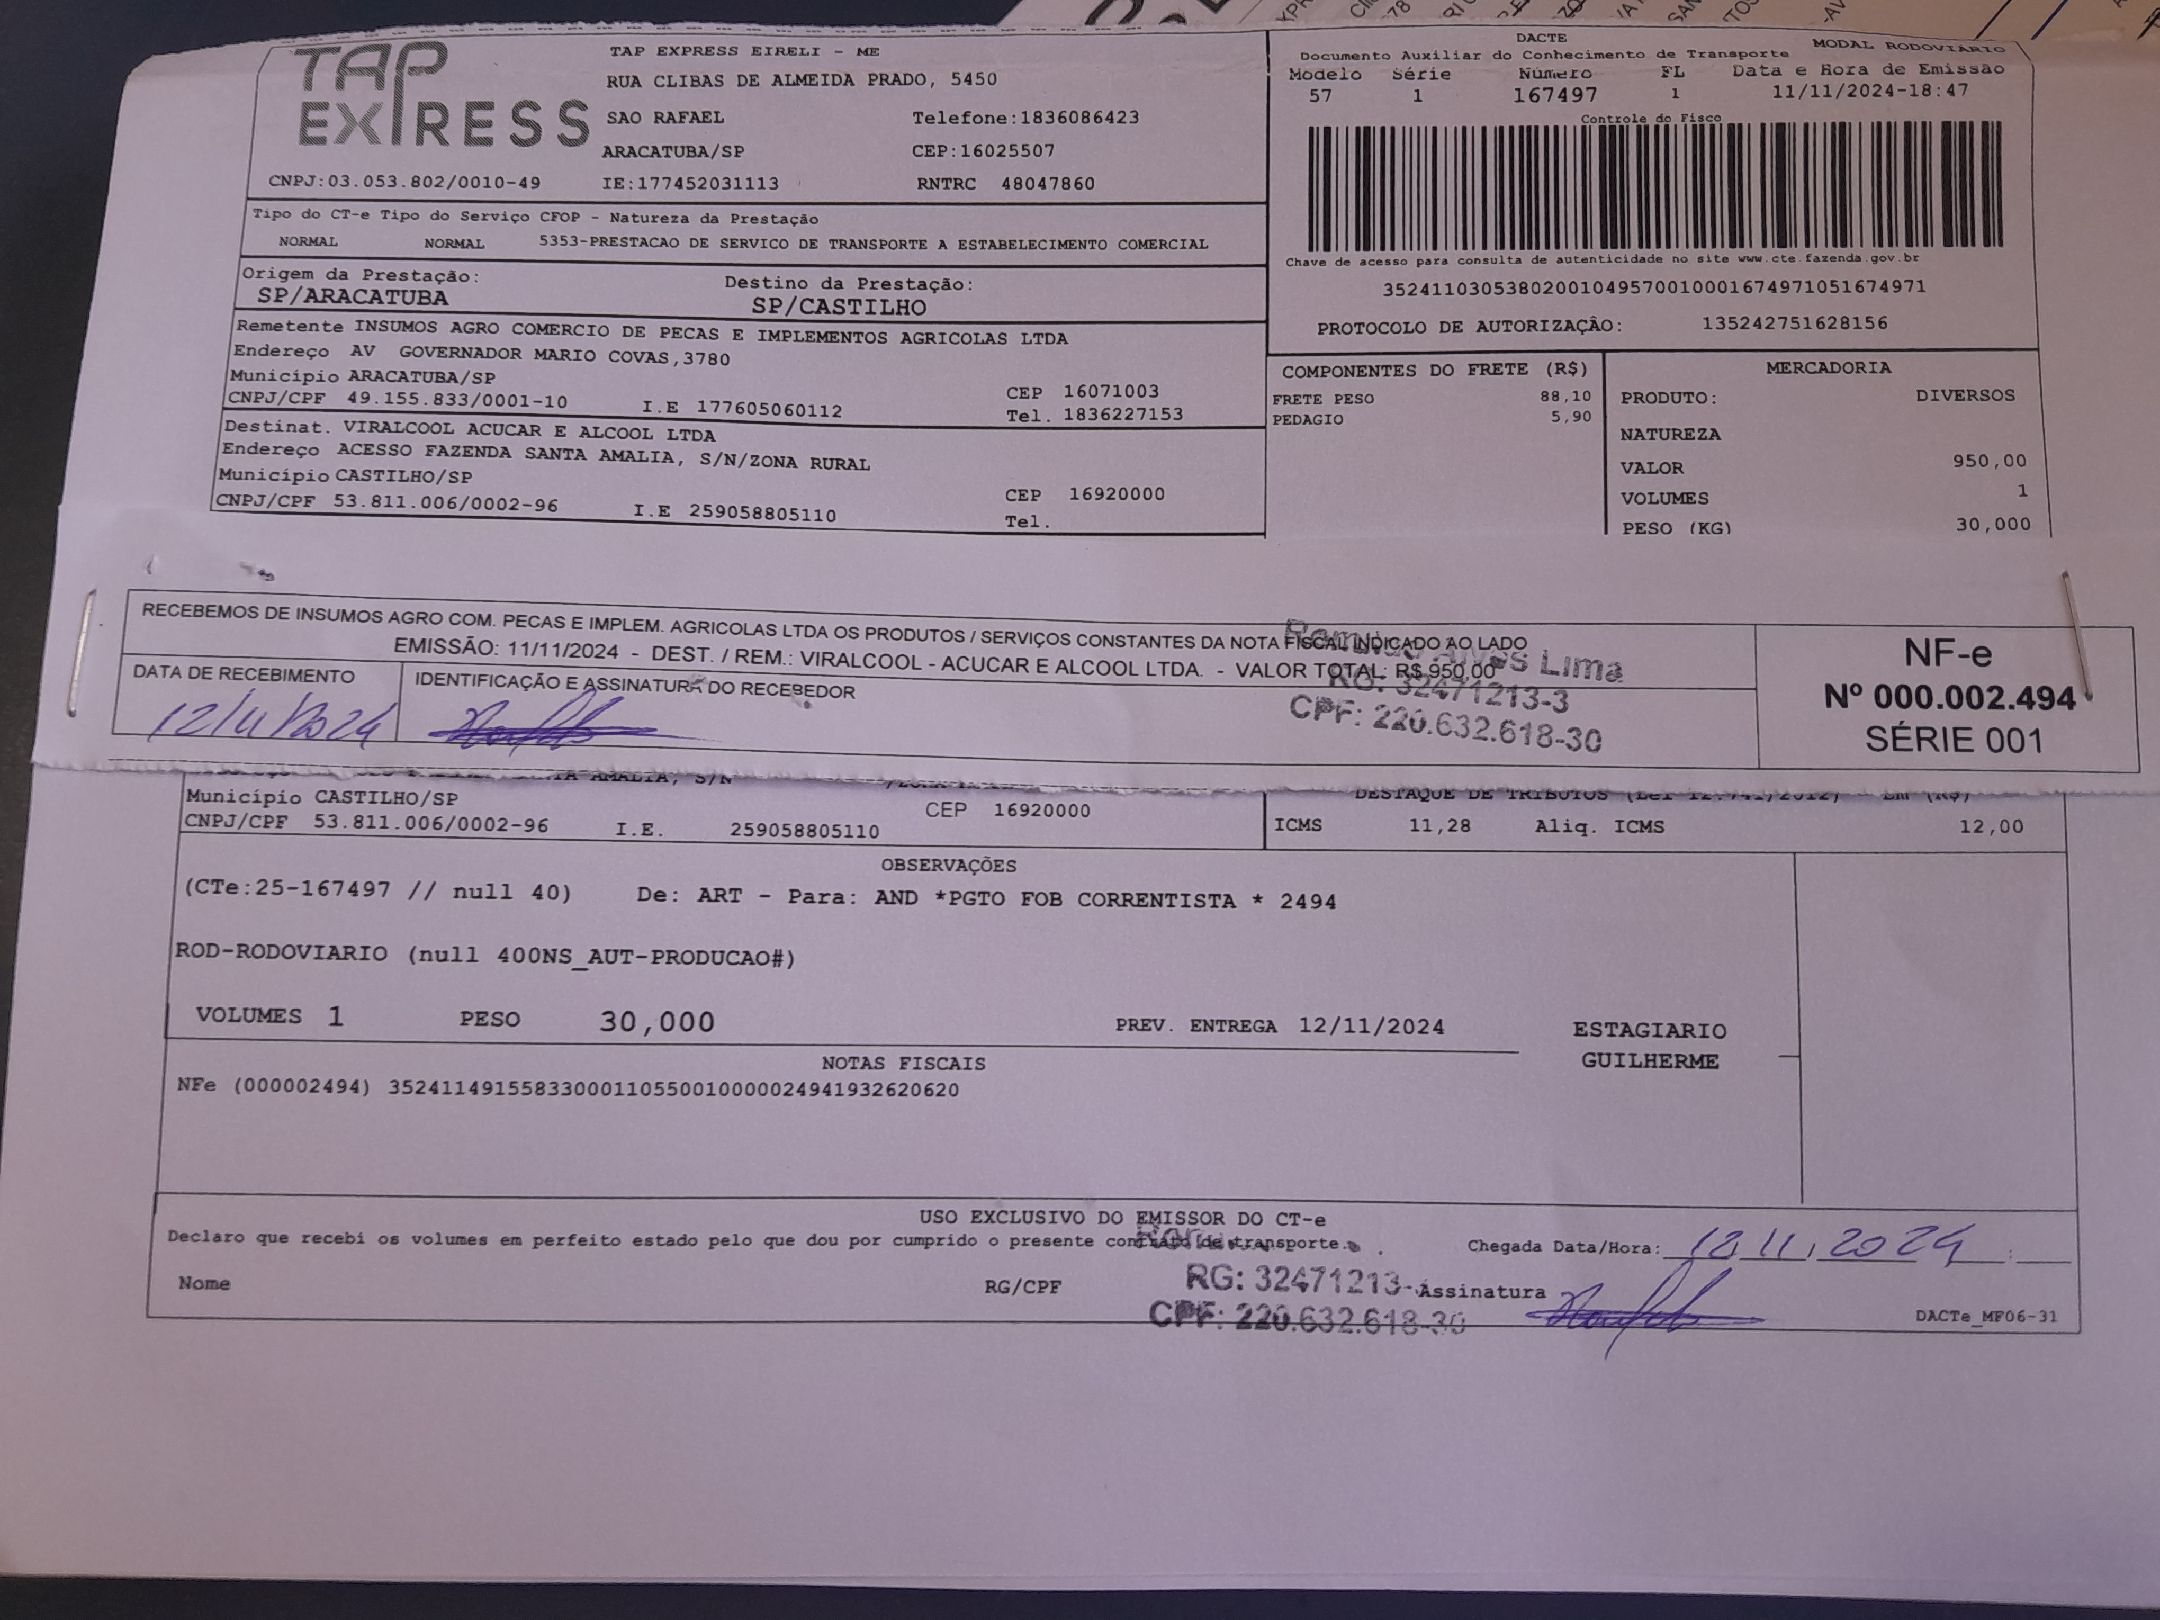 TAP EXPRESS
TAP EXPRESS EIRELI - ME
RUA CLIBAS DE ALMEIDA PRADO, 5450
SAO RAFAEL Telefone:1836086423
ARACATUBA/SP CEP:16025507
CNPJ:03.053.802/0010-49 IE:177452031113 RNTRC 48047860
DACTE
Documento Auxiliar do Conhecimento de Transporte MODAL RODOVIARIO
Modelo Série Número FL Data e Hora de Emissão
57 1 167497 1 11/11/2024-18:47
Controle do Fisco
Chave de acesso para consulta de autenticidade no site www.cte.fazenda.gov.br
35241103053802001049570010001674971051674971
PROTOCOLO DE AUTORIZAÇÃO: 135242751628156
Tipo do CT-e Tipo do Serviço CFOP - Natureza da Prestação
NORMAL NORMAL 5353-PRESTACAO DE SERVICO DE TRANSPORTE A ESTABELECIMENTO COMERCIAL
Origem da Prestação: Destino da Prestação:
SP/ARACATUBA SP/CASTILHO
Remetente INSUMOS AGRO COMERCIO DE PECAS E IMPLEMENTOS AGRICOLAS LTDA
Endereço AV GOVERNADOR MARIO COVAS,3780
Município ARACATUBA/SP CEP 16071003
CNPJ/CPF 49.155.833/0001-10 I.E 177605060112 Tel. 1836227153
Destinat. VIRALCOOL ACUCAR E ALCOOL LTDA
Endereço ACESSO FAZENDA SANTA AMALIA, S/N/ZONA RURAL
Município CASTILHO/SP CEP 16920000
CNPJ/CPF 53.811.006/0002-96 I.E 259058805110 Tel.
COMPONENTES DO FRETE (R$)
FRETE PESO 88,10
PEDAGIO 5,90
MERCADORIA
PRODUTO: DIVERSOS
NATUREZA
VALOR 950,00
VOLUMES 1
PESO (KG) 30,000
RECEBEMOS DE INSUMOS AGRO COM. PECAS E IMPLEM. AGRICOLAS LTDA OS PRODUTOS / SERVIÇOS CONSTANTES DA NOTA FISCAL INDICADO AO LADO
EMISSÃO: 11/11/2024 - DEST. / REM.: VIRALCOOL - ACUCAR E ALCOOL LTDA. - VALOR TOTAL: R$ 950,00
DATA DE RECEBIMENTO IDENTIFICAÇÃO E ASSINATURA DO RECEBEDOR
12/11/2024
Alves Lima
RG: 32471213-3
CPF: 220.632.618-30
NF-e
Nº 000.002.494
SÉRIE 001
AMALIA, S/N
Município CASTILHO/SP CEP 16920000
CNPJ/CPF 53.811.006/0002-96 I.E. 259058805110
DESTAQUE DE TRIBUTOS (Lei 12.741/2012) Em (R$)
ICMS 11,28 Aliq. ICMS 12,00
OBSERVAÇÕES
(CTe:25-167497 // null 40) De: ART - Para: AND *PGTO FOB CORRENTISTA * 2494
ROD-RODOVIARIO (null 400NS_AUT-PRODUCAO#)
VOLUMES 1 PESO 30,000 PREV. ENTREGA 12/11/2024 ESTAGIARIO
GUILHERME
NOTAS FISCAIS
NFe (000002494) 35241149155833000110550010000024941932620620
USO EXCLUSIVO DO EMISSOR DO CT-e
Declaro que recebi os volumes em perfeito estado pelo que dou por cumprido o presente contrato de transporte. Chegada Data/Hora: 12 11 2024
Nome RG/CPF Assinatura
RG: 32471213-
CPF: 220.632.618-30
DACTe_MF06-31